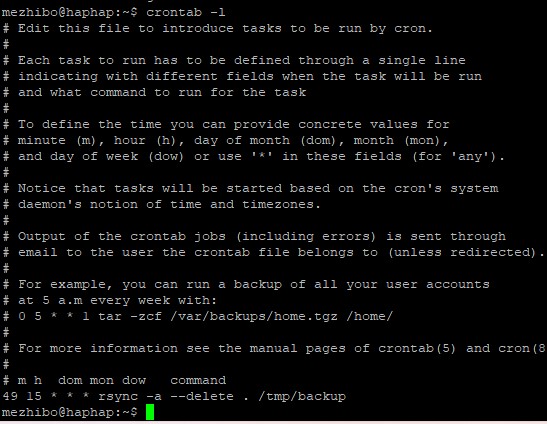 mezhibo@haphap:~$ crontab -l
# Edit this file to introduce tasks to be run by cron.
#
# Each task to run has to be defined through a single line
# indicating with different fields when the task will be run
# and what command to run for the task
#
# To define the time you can provide concrete values for
# minute (m), hour (h), day of month (dom), month (mon),
# and day of week (dow) or use '*' in these fields (for 'any').
#
# Notice that tasks will be started based on the cron's system
# daemon's notion of time and timezones.
#
# Output of the crontab jobs (including errors) is sent through
# email to the user the crontab file belongs to (unless redirected).
#
# For example, you can run a backup of all your user accounts
# at 5 a.m every week with:
# 0 5 * * 1 tar -zcf /var/backups/home.tgz /home/
#
# For more information see the manual pages of crontab(5) and cron(8
#
# m h  dom mon dow   command
49 15 * * * rsync -a --delete . /tmp/backup
mezhibo@haphap:~$